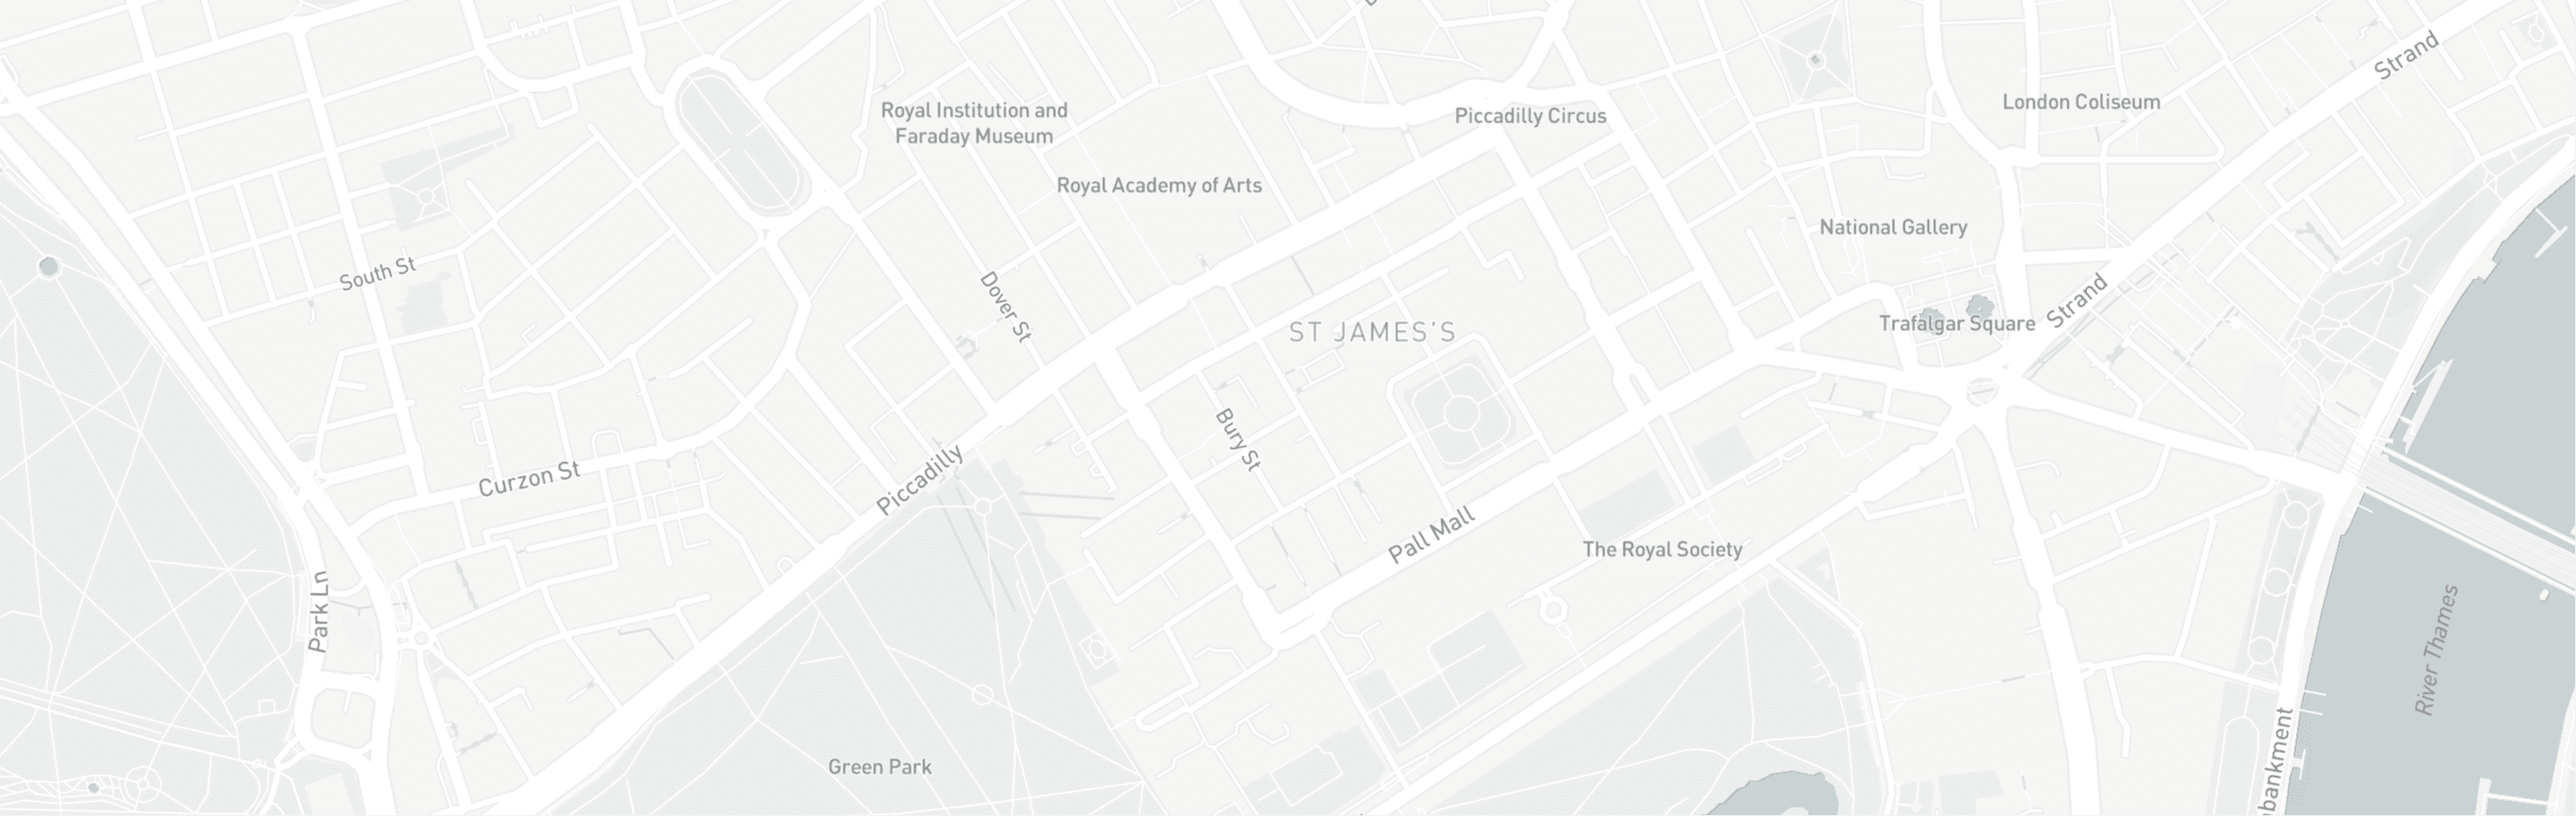 Strand
London Coliseum
Royal Institution and
Faraday Museum
Piccadilly Circus
Royal Academy of Arts
National Gallery
South St
Dover St
Strand
Trafalgar Square
ST JAMES'S
Bury St
Curzon St
Piccadilly
Pall Mall
The Royal Society
Park Ln
River Thames
Green Park
bankment